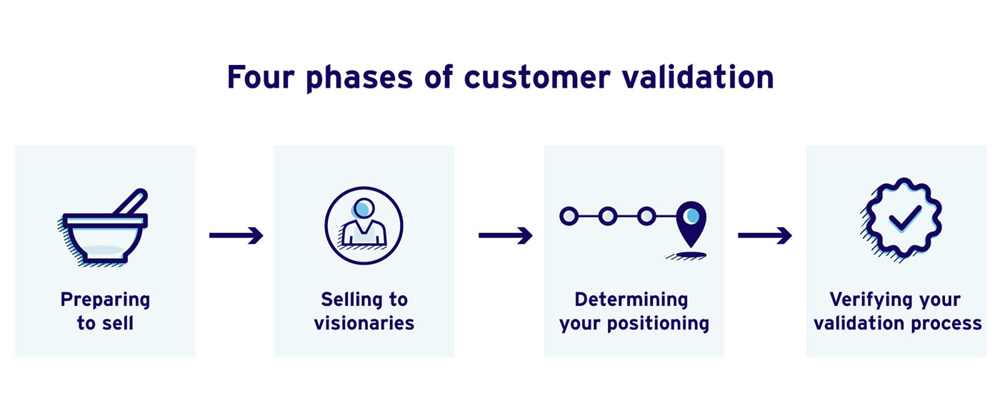 Four phases of customer validation
Preparing
to sell
Selling to
visionaries
Determining
your positioning
Verifying your
validation process